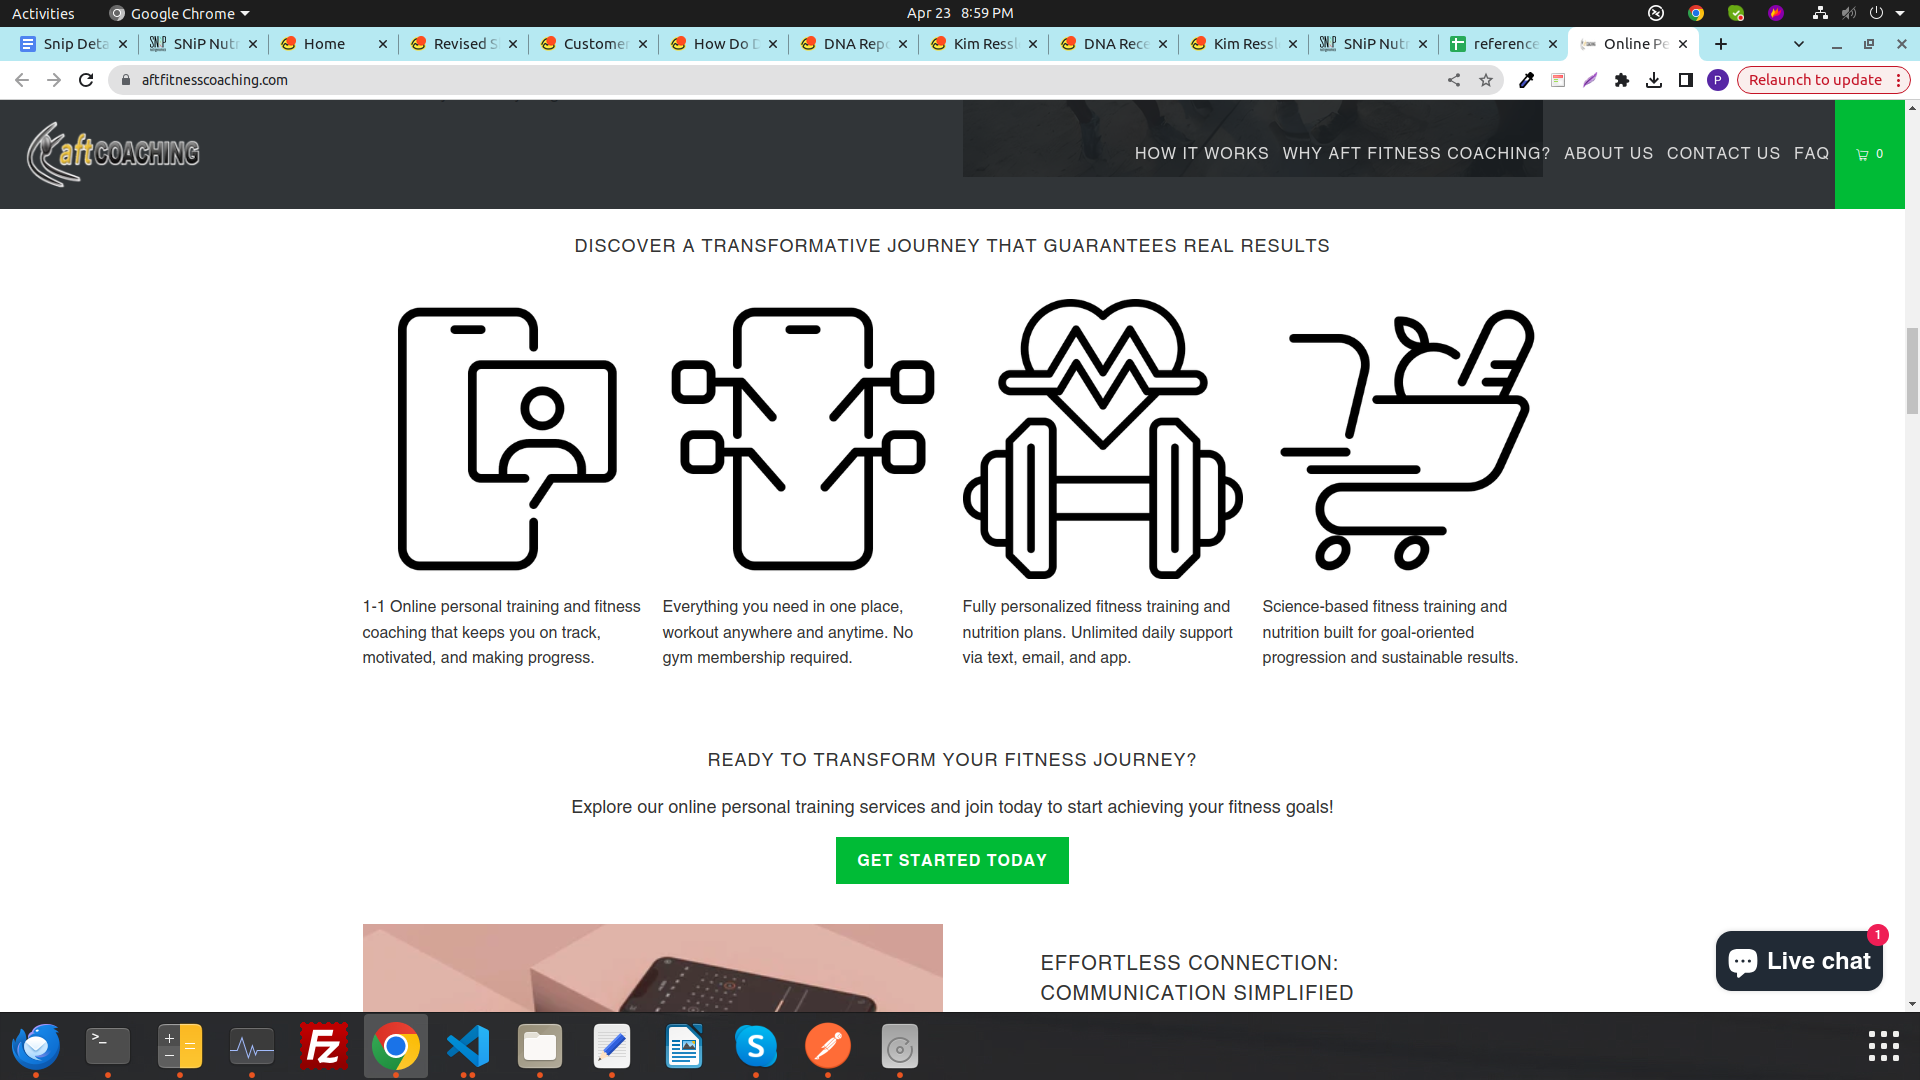 Activities
Google Chrome
Apr 23 8:59 PM
Snip Deta
SNiP Nutr
Home
Revised S
Customer
How Do D
DNA Repo
Kim Ressl
DNA Rece
Kim Ressl
SNiP Nutr
reference
Online Pe
aftfitnesscoaching.com
P
Relaunch to update
aftCOACHING
HOW IT WORKS
WHY AFT FITNESS COACHING?
ABOUT US
CONTACT US
FAQ
0
DISCOVER A TRANSFORMATIVE JOURNEY THAT GUARANTEES REAL RESULTS
1-1 Online personal training and fitness
coaching that keeps you on track,
motivated, and making progress.
Everything you need in one place,
workout anywhere and anytime. No
gym membership required.
Fully personalized fitness training and
nutrition plans. Unlimited daily support
via text, email, and app.
Science-based fitness training and
nutrition built for goal-oriented
progression and sustainable results.
READY TO TRANSFORM YOUR FITNESS JOURNEY?
Explore our online personal training services and join today to start achieving your fitness goals!
GET STARTED TODAY
EFFORTLESS CONNECTION:
COMMUNICATION SIMPLIFIED
1
Live chat